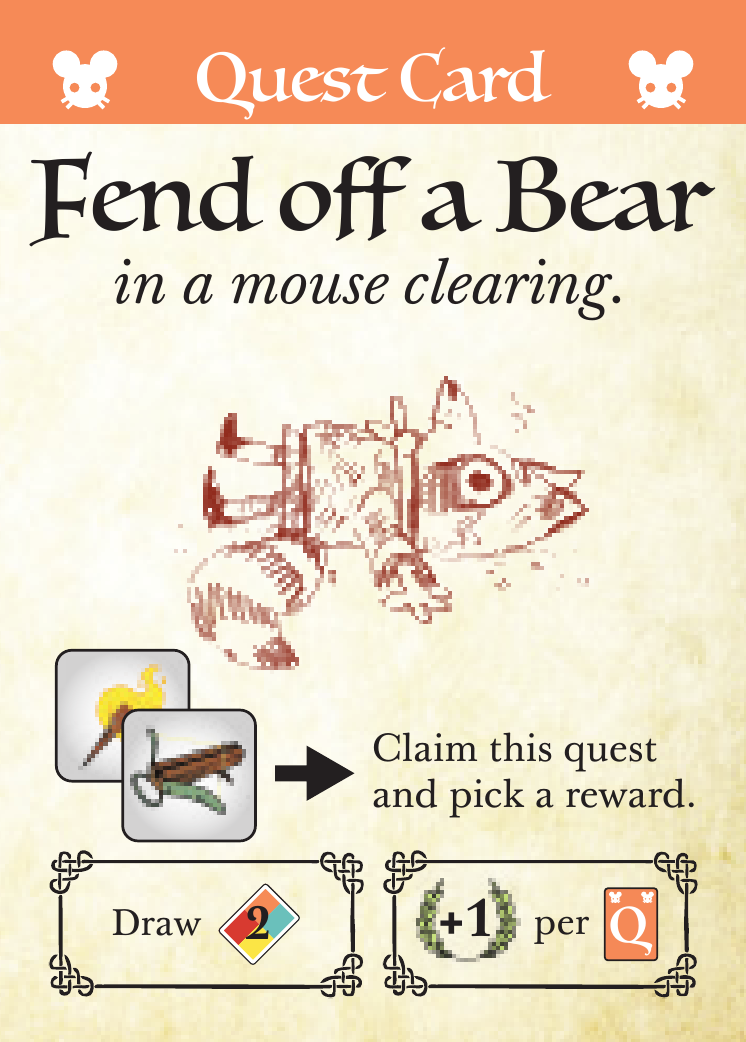 Quest Card
Fend off a Bear
in a mouse clearing.
Claim this quest
and pick a reward.
Draw 2
+1 per Q